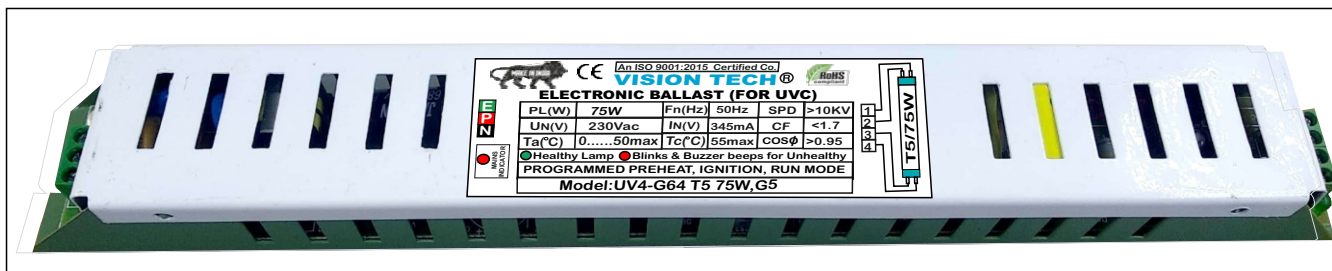 MAKE IN INDIA
CE
An ISO 9001:2015 Certified Co.
VISION TECH®
RoHS
compliant
ELECTRONIC BALLAST (FOR UVC)
E
P
N
PL(W) 75W Fn(Hz) 50Hz SPD >10KV
UN(V) 230Vac IN(V) 345mA CF <1.7
Ta(°C) 0......50max Tc(°C) 55max COSϕ >0.95
MAINS
INDICATOR
Healthy Lamp Blinks & Buzzer beeps for Unhealthy
PROGRAMMED PREHEAT, IGNITION, RUN MODE
Model:UV4-G64 T5 75W,G5
1
2
3
4
T5/75W